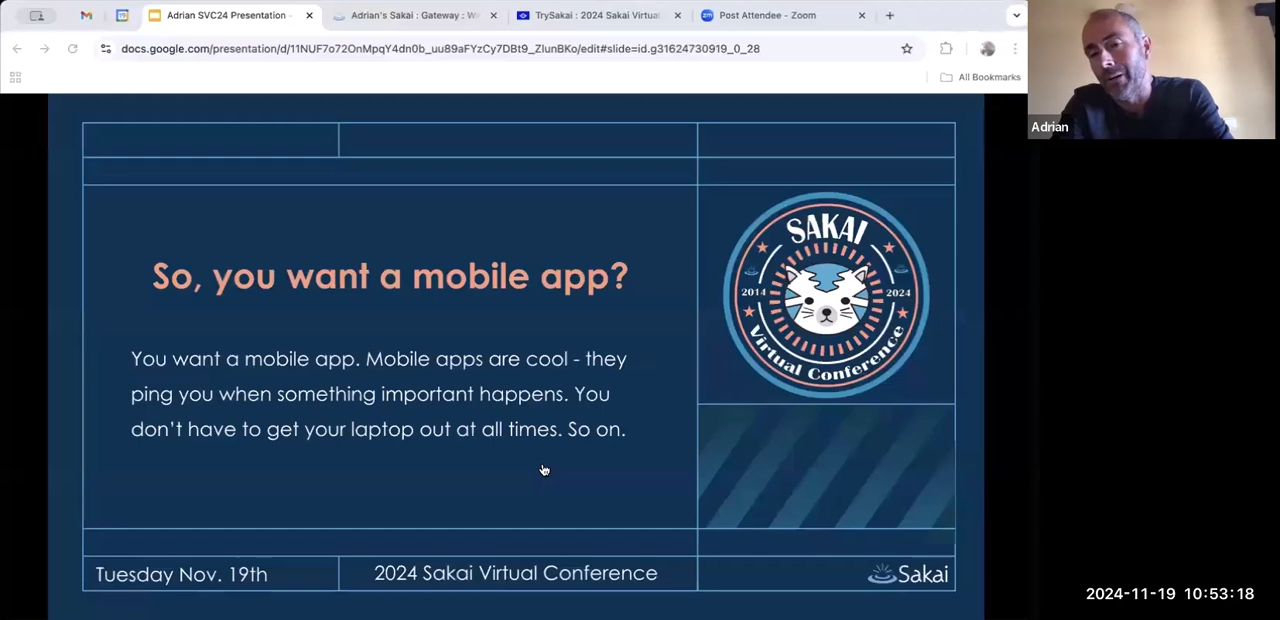 Adrian SVC24 Presentation -
Adrian's Sakai : Gateway : We
TrySakai : 2024 Sakai Virtual
Post Attendee - Zoom
docs.google.com/presentation/d/11NUF7o72OnMpqY4dn0b_uu89aFYzCy7DBt9_ZlunBKo/edit#slide=id.g31624730919_0_28
All Bookmarks
Adrian
SAKAI
2014
2024
Virtual Conference
So, you want a mobile app?
You want a mobile app. Mobile apps are cool - they
ping you when something important happens. You
don't have to get your laptop out at all times. So on.
Tuesday Nov. 19th
2024 Sakai Virtual Conference
Sakai
2024-11-19 10:53:18